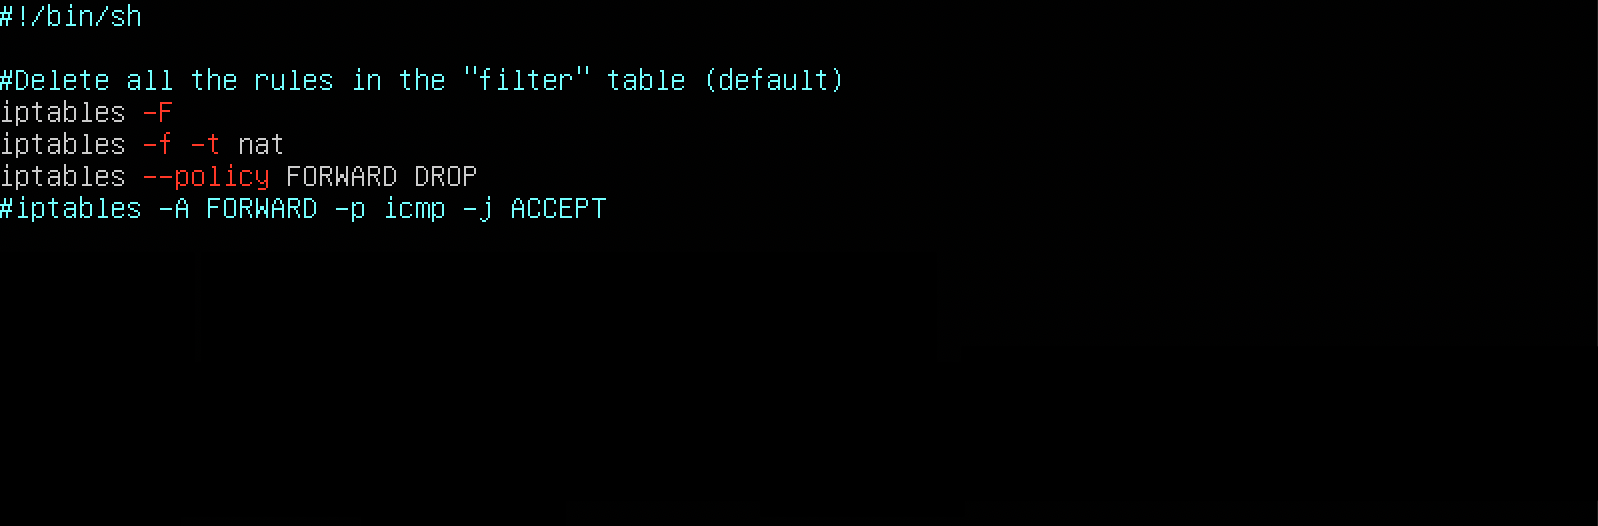 #!/bin/sh
#Delete all the rules in the "filter" table (default)
iptables -F
iptables -f -t nat
iptables --policy FORWARD DROP
#iptables -A FORWARD -p icmp -j ACCEPT